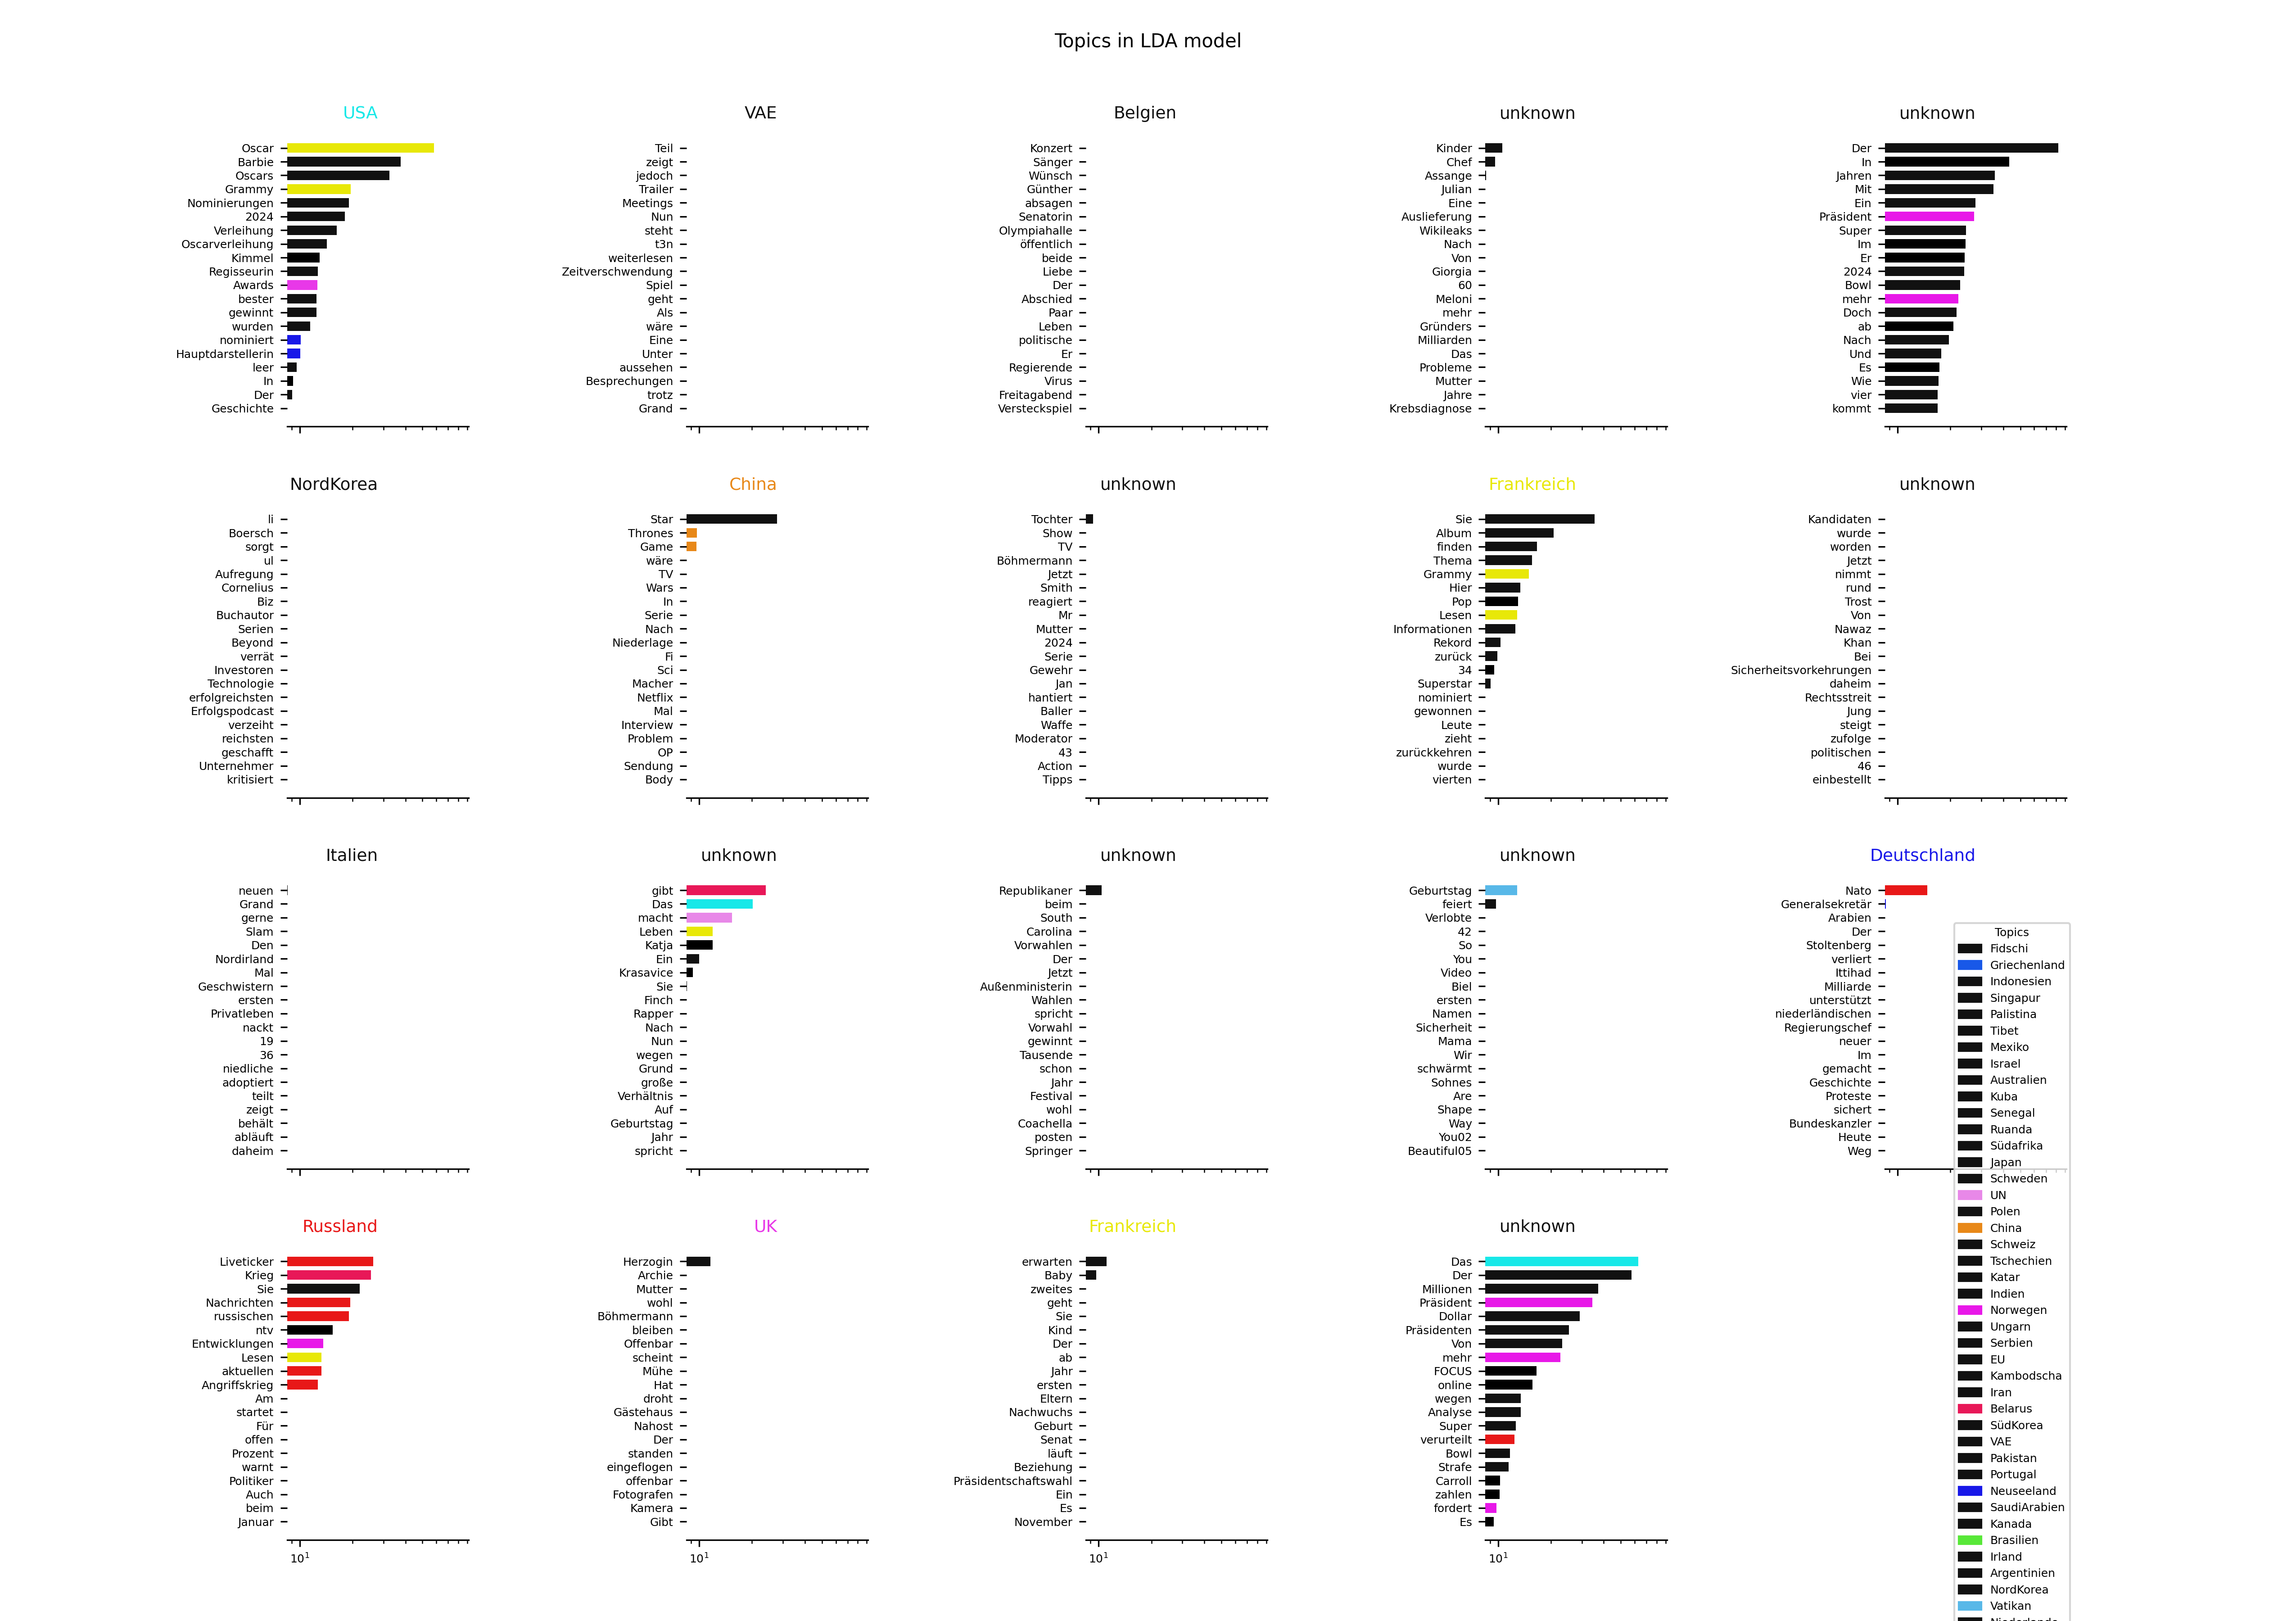 Topics in LDA model
USA
Oscar
Barbie
Oscars
Grammy
Nominierungen
2024
Verleihung
Oscarverleihung
Kimmel
Regisseurin
Awards
bester
gewinnt
wurden
nominiert
Hauptdarstellerin
leer
In
Der
Geschichte
VAE
Teil
zeigt
jedoch
Trailer
Meetings
Nun
steht
t3n
weiterlesen
Zeitverschwendung
Spiel
geht
Als
wäre
Eine
Unter
aussehen
Besprechungen
trotz
Grand
Belgien
Konzert
Sänger
Wünsch
Günther
absagen
Senatorin
Olympiahalle
öffentlich
beide
Liebe
Der
Abschied
Paar
Leben
politische
Er
Regierende
Virus
Freitagabend
Versteckspiel
unknown
Kinder
Chef
Assange
Julian
Eine
Auslieferung
Wikileaks
Nach
Von
Giorgia
60
Meloni
mehr
Gründers
Milliarden
Das
Probleme
Mutter
Jahre
Krebsdiagnose
unknown
Der
In
Jahren
Mit
Ein
Präsident
Super
Im
Er
2024
Bowl
mehr
Doch
ab
Nach
Und
Es
Wie
vier
kommt
NordKorea
li
Boersch
sorgt
ul
Aufregung
Cornelius
Biz
Buchautor
Serien
Beyond
verrät
Investoren
Technologie
erfolgreichsten
Erfolgspodcast
verzeiht
reichsten
geschafft
Unternehmer
kritisiert
China
Star
Thrones
Game
wäre
TV
Wars
In
Serie
Nach
Niederlage
Fi
Sci
Macher
Netflix
Mal
Interview
Problem
OP
Sendung
Body
unknown
Tochter
Show
TV
Böhmermann
Jetzt
Smith
reagiert
Mr
Mutter
2024
Serie
Gewehr
Jan
hantiert
Baller
Waffe
Moderator
43
Action
Tipps
Frankreich
Sie
Album
finden
Thema
Grammy
Hier
Pop
Lesen
Informationen
Rekord
zurück
34
Superstar
nominiert
gewonnen
Leute
zieht
zurückkehren
wurde
vierten
unknown
Kandidaten
wurde
worden
Jetzt
nimmt
rund
Trost
Von
Nawaz
Khan
Bei
Sicherheitsvorkehrungen
daheim
Rechtsstreit
Jung
steigt
zufolge
politischen
46
einbestellt
Italien
neuen
Grand
gerne
Slam
Den
Nordirland
Mal
Geschwistern
ersten
Privatleben
nackt
19
36
niedliche
adoptiert
teilt
zeigt
behält
abläuft
daheim
unknown
gibt
Das
macht
Leben
Katja
Ein
Krasavice
Sie
Finch
Rapper
Nach
Nun
wegen
Grund
große
Verhältnis
Auf
Geburtstag
Jahr
spricht
unknown
Republikaner
beim
South
Carolina
Vorwahlen
Der
Jetzt
Außenministerin
Wahlen
spricht
Vorwahl
gewinnt
Tausende
schon
Jahr
Festival
wohl
Coachella
posten
Springer
unknown
Geburtstag
feiert
Verlobte
42
So
You
Video
Biel
ersten
Namen
Sicherheit
Mama
Wir
schwärmt
Sohnes
Are
Shape
Way
You02
Beautiful05
Deutschland
Nato
Generalsekretär
Arabien
Der
Stoltenberg
verliert
Ittihad
Milliarde
unterstützt
niederländischen
Regierungschef
neuer
Im
gemacht
Geschichte
Proteste
sichert
Bundeskanzler
Heute
Weg
Russland
Liveticker
Krieg
Sie
Nachrichten
russischen
ntv
Entwicklungen
Lesen
aktuellen
Angriffskrieg
Am
startet
Für
offen
Prozent
warnt
Politiker
Auch
beim
Januar
10¹
UK
Herzogin
Archie
Mutter
wohl
Böhmermann
bleiben
Offenbar
scheint
Mühe
Hat
droht
Gästehaus
Nahost
Der
standen
eingeflogen
offenbar
Fotografen
Kamera
Gibt
10¹
Frankreich
erwarten
Baby
zweites
geht
Sie
Kind
Der
ab
Jahr
ersten
Eltern
Nachwuchs
Geburt
Senat
läuft
Beziehung
Präsidentschaftswahl
Ein
Es
November
10¹
unknown
Das
Der
Millionen
Präsident
Dollar
Präsidenten
Von
mehr
FOCUS
online
wegen
Analyse
Super
verurteilt
Bowl
Strafe
Carroll
zahlen
fordert
Es
10¹
Topics
Fidschi
Griechenland
Indonesien
Singapur
Palistina
Tibet
Mexiko
Israel
Australien
Kuba
Senegal
Ruanda
Südafrika
Japan
Schweden
UN
Polen
China
Schweiz
Tschechien
Katar
Indien
Norwegen
Ungarn
Serbien
EU
Kambodscha
Iran
Belarus
SüdKorea
VAE
Pakistan
Portugal
Neuseeland
SaudiArabien
Kanada
Brasilien
Irland
Argentinien
NordKorea
Vatikan